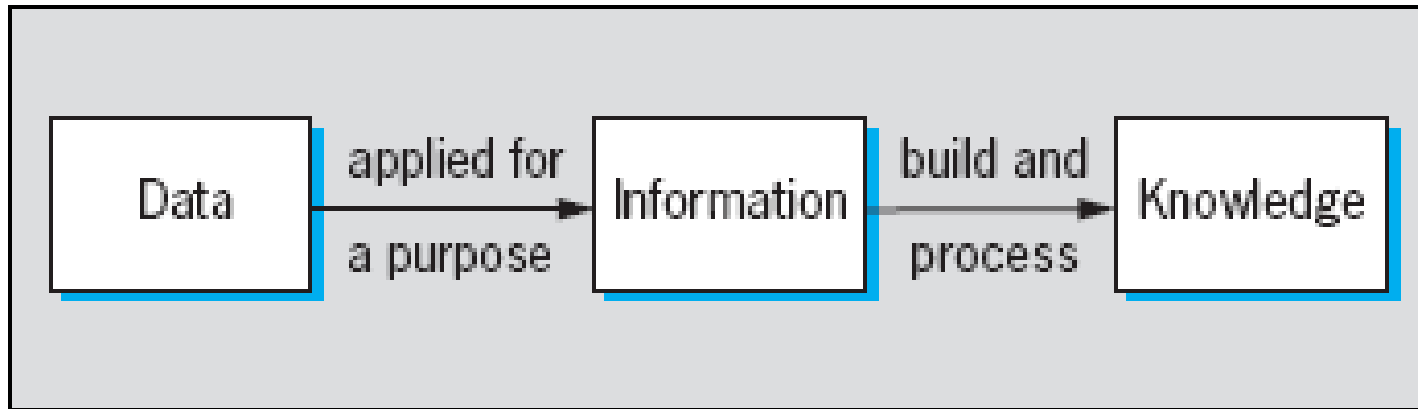 Data
applied for
a purpose
Information
build and
process
Knowledge